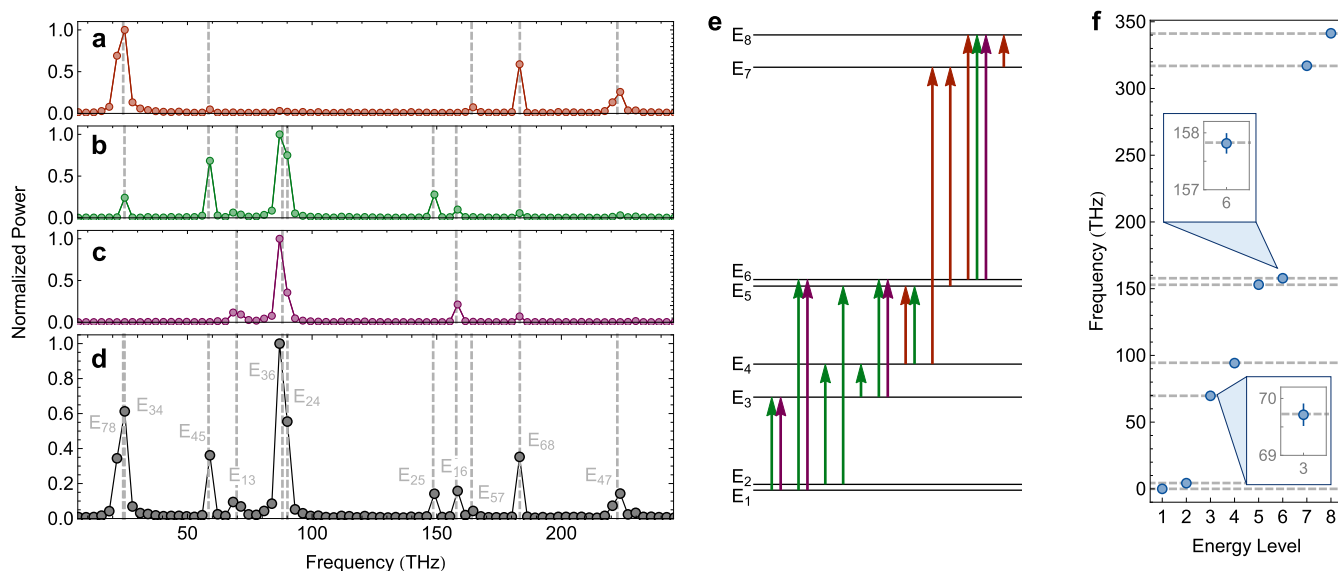 a
1.0
0.5
0.0
b
1.0
0.5
0.0
c
1.0
0.5
0.0
d
1.0
0.8
0.6
0.4
0.2
0.0
Normalized Power
E78
E34
E45
E13
E36
E24
E25
E16
E57
E68
E47
50
100
150
200
Frequency (THz)
e
E8
E7
E6
E5
E4
E3
E2
E1
f
350
300
250
200
150
100
50
0
Frequency (THz)
158
157
6
70
69
3
1 2 3 4 5 6 7 8
Energy Level